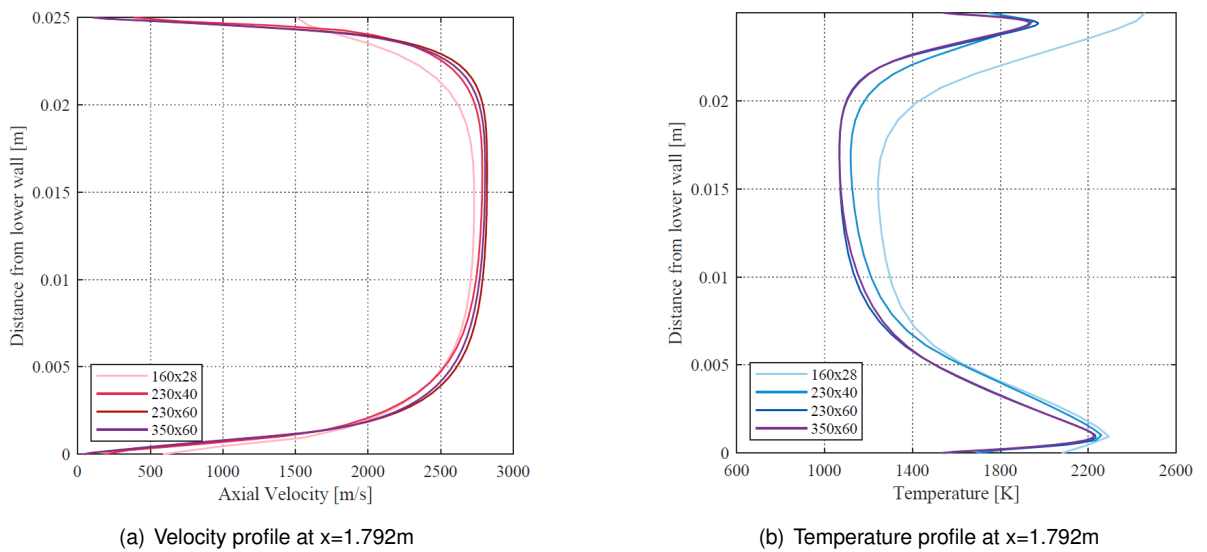 0.025
0.02
0.015
0.01
0.005
0
Distance from lower wall [m]
160x28
230x40
230x60
350x60
0 500 1000 1500 2000 2500 3000
Axial Velocity [m/s]
(a) Velocity profile at x=1.792m
0.02
0.015
0.01
0.005
0
Distance from lower wall [m]
160x28
230x40
230x60
350x60
600 1000 1400 1800 2200 2600
Temperature [K]
(b) Temperature profile at x=1.792m